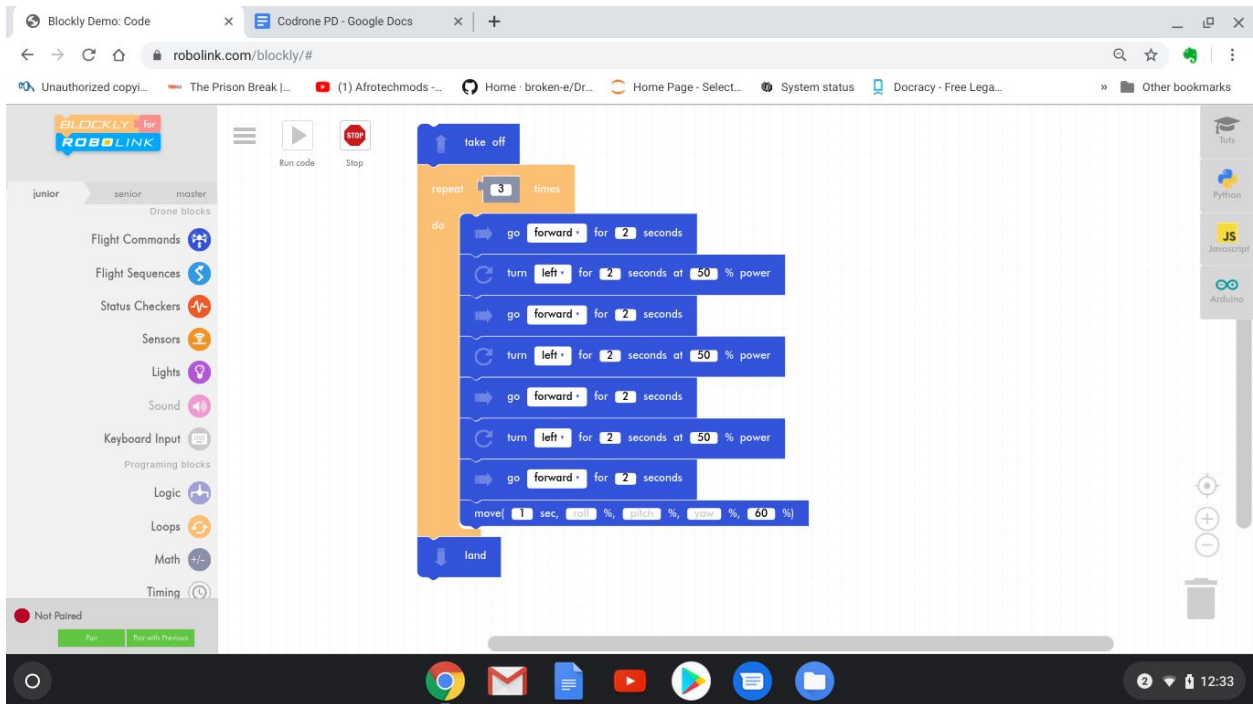 Blockly Demo: Code
Codrone PD - Google Docs
robolink.com/blockly/#
Unauthorized copyi...
The Prison Break |...
(1) Afrotechmods -...
Home · broken-e/Dr...
Home Page - Select...
System status
Docracy - Free Lega...
»
Other bookmarks
BLOCKLY for
ROBOLINK
Run code
STOP
Stop
junior senior master
Drone blocks
Flight Commands
Flight Sequences
Status Checkers
Sensors
Lights
Sound
Keyboard Input
Programing blocks
Logic
Loops
Math +/-
Timing
Not Paired
Pair
Pair with Previous
take off
repeat 3 times
do
go forward for 2 seconds
turn left for 2 seconds at 50 % power
go forward for 2 seconds
turn left for 2 seconds at 50 % power
go forward for 2 seconds
turn left for 2 seconds at 50 % power
go forward for 2 seconds
move( 1 sec, roll %, pitch %, yaw %, 60 %)
land
Tuts
Python
JS
Javascript
Arduino
2
12:33